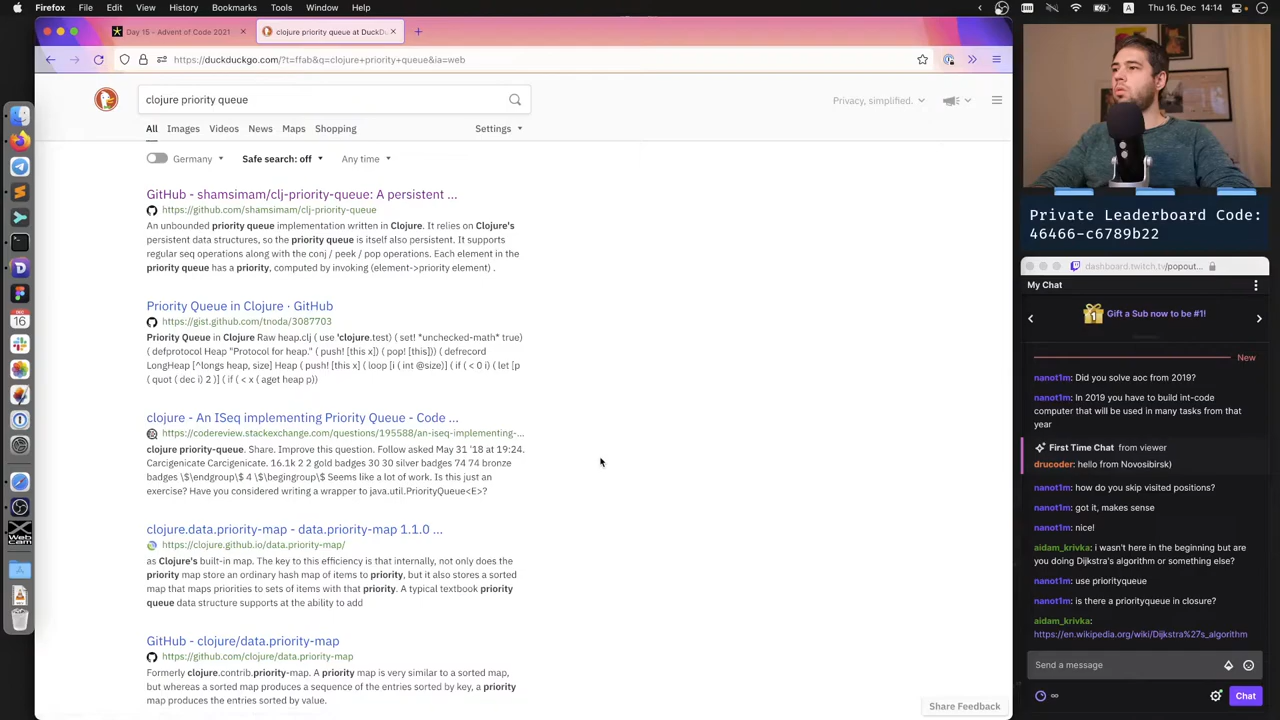 Firefox File Edit View History Bookmarks Tools Window Help
A Thu 16. Dec 14:14
Day 15 - Advent of Code 2021
clojure priority queue at DuckDu
https://duckduckgo.com/?t=ffab&q=clojure+priority+queue&ia=web
clojure priority queue
Privacy, simplified.
All Images Videos News Maps Shopping Settings
Germany Safe search: off Any time
GitHub - shamsimam/clj-priority-queue: A persistent ...
https://github.com/shamsimam/clj-priority-queue
An unbounded priority queue implementation written in Clojure. It relies on Clojure's
persistent data structures, so the priority queue is itself also persistent. It supports
regular seq operations along with the conj / peek / pop operations. Each element in the
priority queue has a priority, computed by invoking (element->priority element) .
Priority Queue in Clojure · GitHub
https://gist.github.com/tnoda/3087703
Priority Queue in Clojure Raw heap.clj ( use 'clojure.test) ( set! *unchecked-math* true)
( defprotocol Heap "Protocol for heap." ( push! [this x]) ( pop! [this])) ( defrecord
LongHeap [^longs heap, size] Heap ( push! [this x] ( loop [i ( int @size)] ( if ( < 0 i) ( let [p
( quot ( dec i) 2 )] ( if ( < x ( aget heap p))
clojure - An ISeq implementing Priority Queue - Code ...
https://codereview.stackexchange.com/questions/195588/an-iseq-implementing-...
clojure priority-queue. Share. Improve this question. Follow asked May 31 '18 at 19:24.
Carcigenicate Carcigenicate. 16.1k 2 2 gold badges 30 30 silver badges 74 74 bronze
badges \$\endgroup\$ 4 \$\begingroup\$ Seems like a lot of work. Is this just an
exercise? Have you considered writing a wrapper to java.util.PriorityQueue<E>?
clojure.data.priority-map - data.priority-map 1.1.0 ...
https://clojure.github.io/data.priority-map/
as Clojure's built-in map. The key to this efficiency is that internally, not only does the
priority map store an ordinary hash map of items to priority, but it also stores a sorted
map that maps priorities to sets of items with that priority. A typical textbook priority
queue data structure supports at the ability to add
GitHub - clojure/data.priority-map
https://github.com/clojure/data.priority-map
Formerly clojure.contrib.priority-map. A priority map is very similar to a sorted map,
but whereas a sorted map produces a sequence of the entries sorted by key, a priority
map produces the entries sorted by value.
Share Feedback
Private Leaderboard Code:
46466-c6789b22
dashboard.twitch.tv/popout...
My Chat
1
Gift a Sub now to be #1!
New
nanot1m: Did you solve aoc from 2019?
nanot1m: In 2019 you have to build int-code
computer that will be used in many tasks from that
year
First Time Chat from viewer
drucoder: hello from Novosibirsk)
nanot1m: how do you skip visited positions?
nanot1m: got it, makes sense
nanot1m: nice!
aidam_krivka: i wasn't here in the beginning but are
you doing Dijkstra's algorithm or something else?
nanot1m: use priorityqueue
nanot1m: is there a priorityqueue in closure?
aidam_krivka:
https://en.wikipedia.org/wiki/Dijkstra%27s_algorithm
Send a message
∞
Chat
DEC
16
WEB
CAM